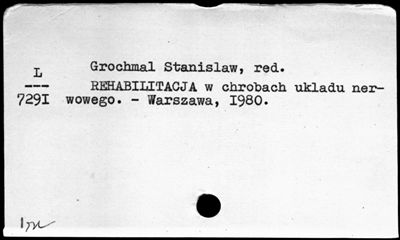 Grochmal Stanislaw, red.
L
---
7291
REHABILITACJA w chrobach ukladu ner-
wowego. - Warszawa, 1980.